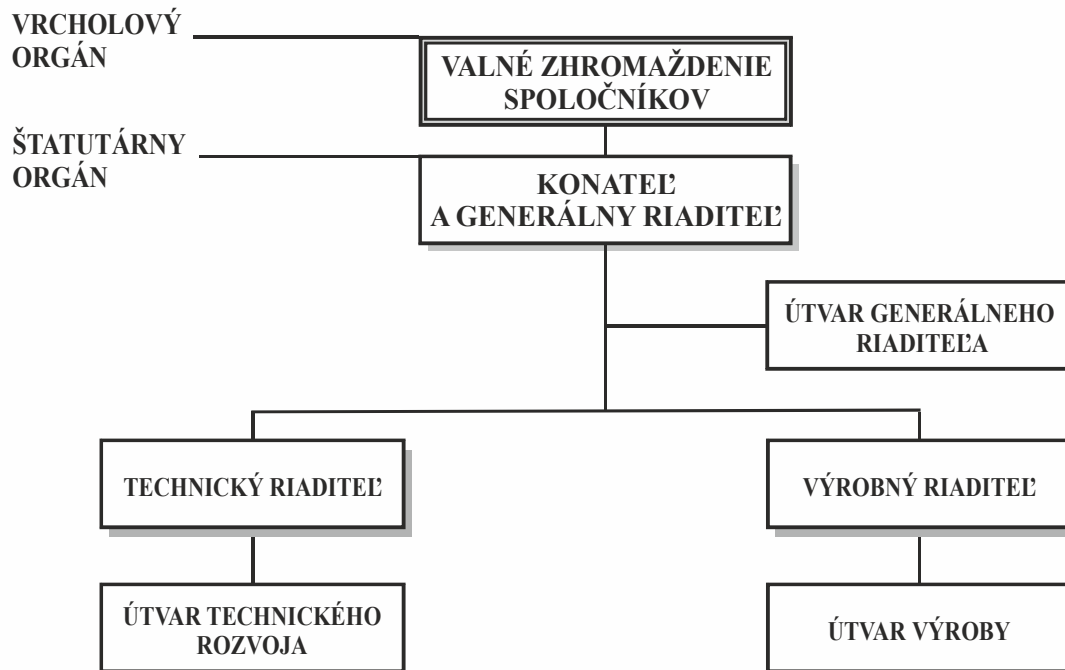 VRCHOLOVÝ
ORGÁN
VALNÉ ZHROMAŽDENIE
SPOLOČNÍKOV
ŠTATUTÁRNY
ORGÁN
KONATEĽ
A GENERÁLNY RIADITEĽ
ÚTVAR GENERÁLNEHO
RIADITEĽA
TECHNICKÝ RIADITEĽ
VÝROBNÝ RIADITEĽ
ÚTVAR TECHNICKÉHO
ROZVOJA
ÚTVAR VÝROBY